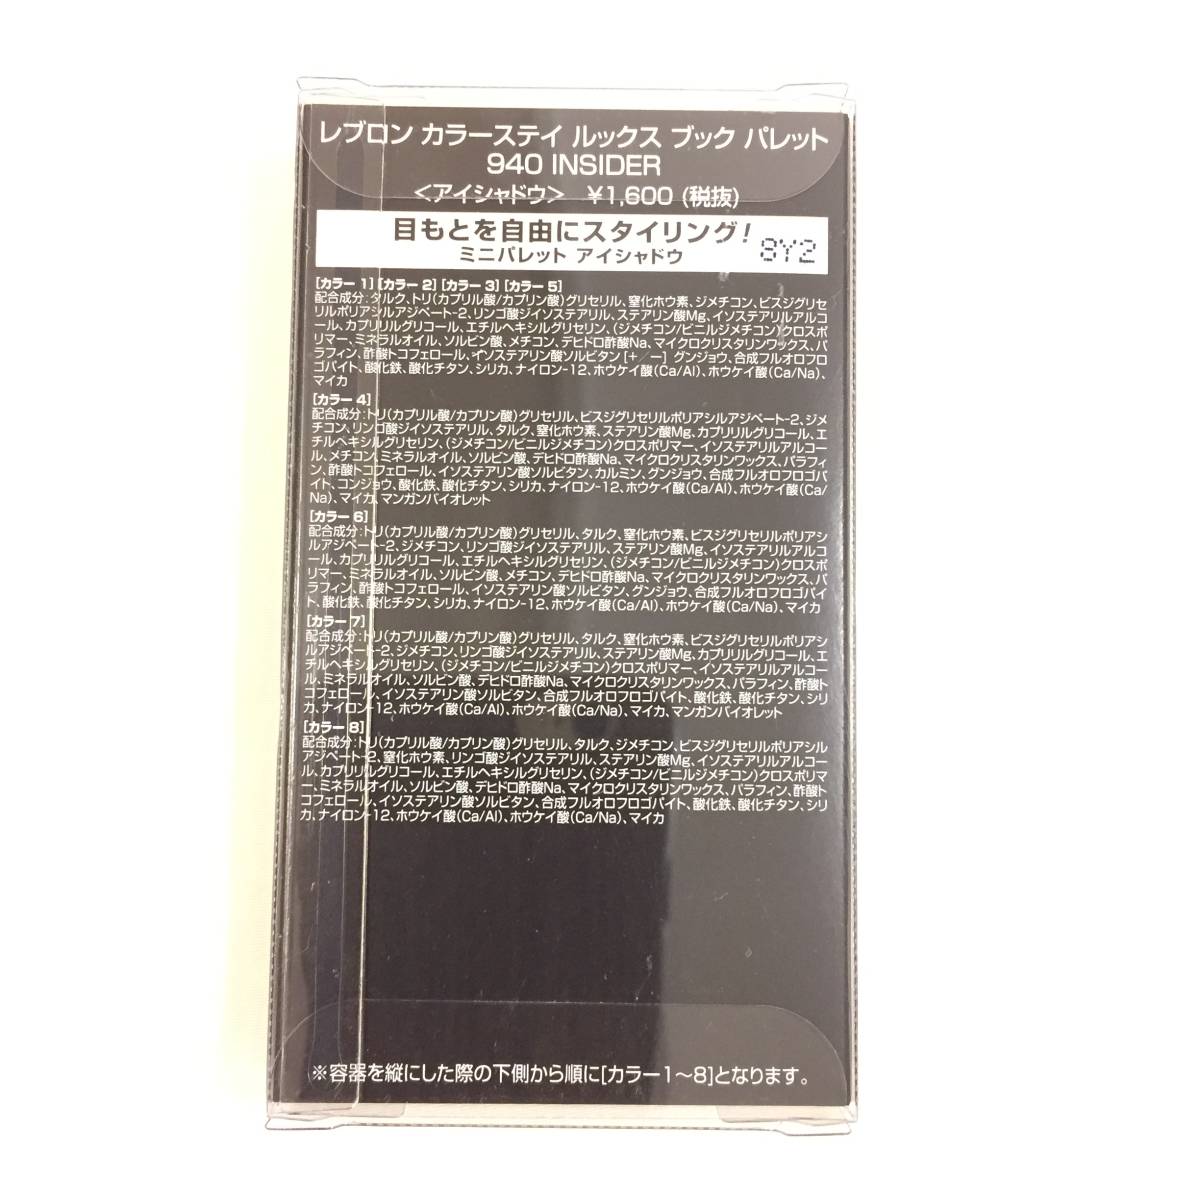 レブロン カラーステイ ルックス ブック パレット
940 INSIDER
<アイシャドウ> ¥1,600 (税抜)
目もとを自由にスタイリング!
ミニパレット アイシャドウ
8Y2
[カラー 1] [カラー 2] [カラー 3] [カラー 5]
配合成分:タルク、トリ(カプリル酸/カプリン酸)グリセリル、窒化ホウ素、ジメチコン、ビスジグリセ
リルポリアシルアジペート-2、リンゴ酸ジイソステアリル、ステアリン酸Mg、イソステアリルアルコ
ール、カプリリルグリコール、エチルヘキシルグリセリン、(ジメチコン/ビニルジメチコン)クロスポ
リマー、ミネラルオイル、ソルビン酸、メチコン、デヒドロ酢酸Na、マイクロクリスタリンワックス、パ
ラフィン、酢酸トコフェロール、イソステアリン酸ソルビタン [+/ー] グンジョウ、合成フルオロフロ
ゴパイト、酸化鉄、酸化チタン、シリカ、ナイロン-12、ホウケイ酸(Ca/Al)、ホウケイ酸(Ca/Na)、
マイカ
[カラー 4]
配合成分:トリ(カプリル酸/カプリン酸)グリセリル、ビスジグリセリルポリアシルアジペート-2、ジメ
チコン、リンゴ酸ジイソステアリル、タルク、窒化ホウ素、ステアリン酸Mg、カプリリルグリコール、エ
チルヘキシルグリセリン、(ジメチコン/ビニルジメチコン)クロスポリマー、イソステアリルアルコー
ル、メチコン、ミネラルオイル、ソルビン酸、デヒドロ酢酸Na、マイクロクリスタリンワックス、パラフィ
ン、酢酸トコフェロール、イソステアリン酸ソルビタン、カルミン、グンジョウ、合成フルオロフロゴパ
イト、コンジョウ、酸化鉄、酸化チタン、シリカ、ナイロン-12、ホウケイ酸(Ca/Al)、ホウケイ酸(Ca/
Na)、マイカ、マンガンバイオレット
[カラー 6]
配合成分:トリ(カプリル酸/カプリン酸)グリセリル、タルク、窒化ホウ素、ビスジグリセリルポリアシ
ルアジペート-2、ジメチコン、リンゴ酸ジイソステアリル、ステアリン酸Mg、イソステアリルアルコ
ール、カプリリルグリコール、エチルヘキシルグリセリン、(ジメチコン/ビニルジメチコン)クロスポ
リマー、ミネラルオイル、ソルビン酸、メチコン、デヒドロ酢酸Na、マイクロクリスタリンワックス、パ
ラフィン、酢酸トコフェロール、イソステアリン酸ソルビタン、グンジョウ、合成フルオロフロゴパイ
ト、酸化鉄、酸化チタン、シリカ、ナイロン-12、ホウケイ酸(Ca/Al)、ホウケイ酸(Ca/Na)、マイカ
[カラー 7]
配合成分:トリ(カプリル酸/カプリン酸)グリセリル、タルク、窒化ホウ素、ビスジグリセリルポリアシ
ルアジペート-2、ジメチコン、リンゴ酸ジイソステアリル、ステアリン酸Mg、カプリリルグリコール、エ
チルヘキシルグリセリン、(ジメチコン/ビニルジメチコン)クロスポリマー、イソステアリルアルコー
ル、ミネラルオイル、ソルビン酸、デヒドロ酢酸Na、マイクロクリスタリンワックス、パラフィン、酢酸ト
コフェロール、イソステアリン酸ソルビタン、合成フルオロフロゴパイト、酸化鉄、酸化チタン、シリ
カ、ナイロン-12、ホウケイ酸(Ca/Al)、ホウケイ酸(Ca/Na)、マイカ、マンガンバイオレット
[カラー 8]
配合成分:トリ(カプリル酸/カプリン酸)グリセリル、タルク、ジメチコン、ビスジグリセリルポリアシル
アジペート-2、窒化ホウ素、リンゴ酸ジイソステアリル、ステアリン酸Mg、イソステアリルアルコー
ル、カプリリルグリコール、エチルヘキシルグリセリン、(ジメチコン/ビニルジメチコン)クロスポリマ
ー、ミネラルオイル、ソルビン酸、デヒドロ酢酸Na、マイクロクリスタリンワックス、パラフィン、酢酸ト
コフェロール、イソステアリン酸ソルビタン、合成フルオロフロゴパイト、酸化鉄、酸化チタン、シリ
カ、ナイロン-12、ホウケイ酸(Ca/Al)、ホウケイ酸(Ca/Na)、マイカ
※容器を縦にした際の下側から順に[カラー1〜8]となります。